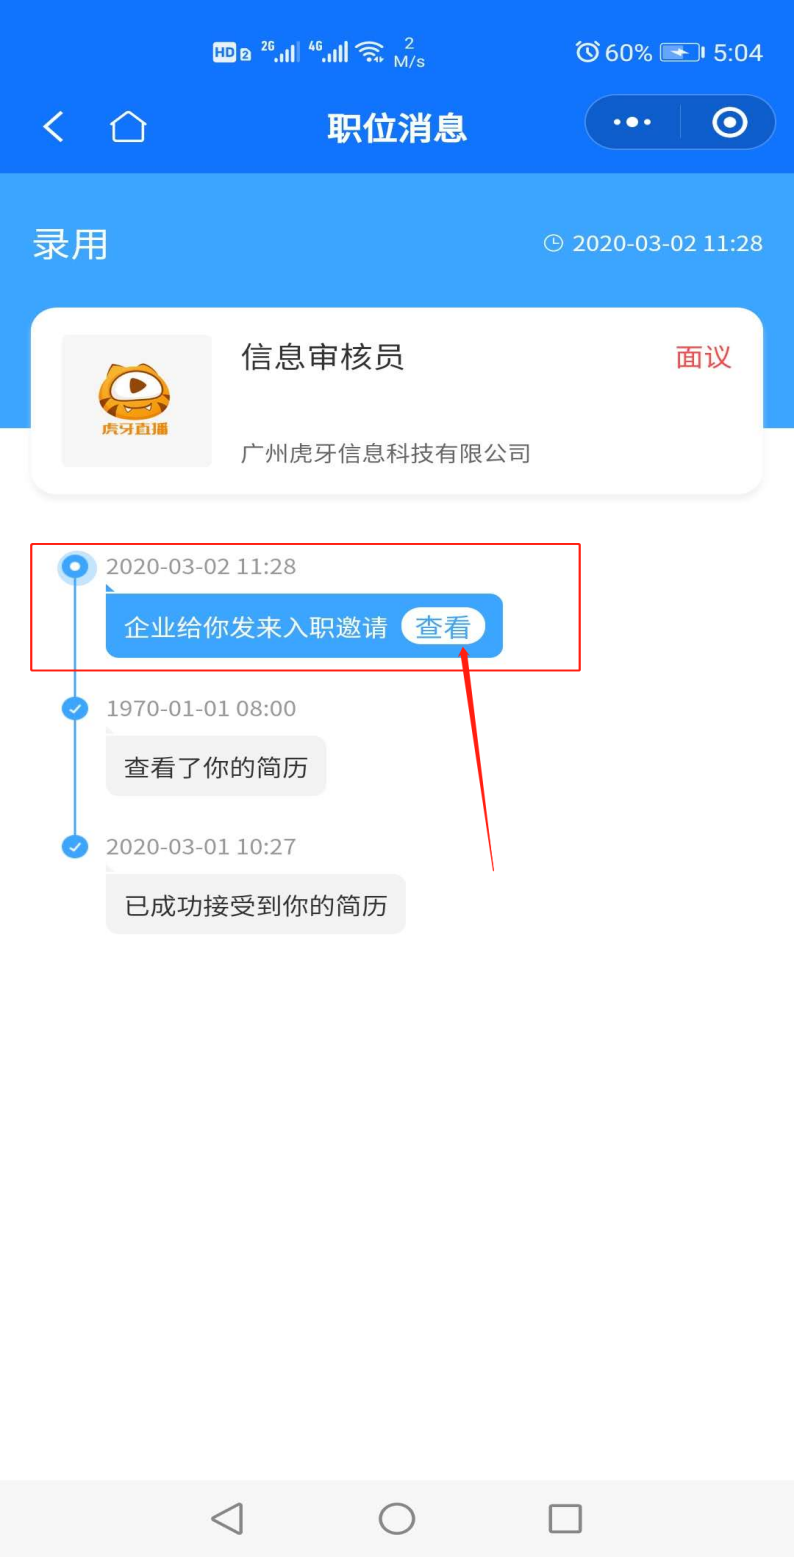 HD 2 2G 4G 2 M/s 60% 5:04
职位消息
录用
2020-03-02 11:28
信息审核员
面议
虎牙直播
广州虎牙信息科技有限公司
2020-03-02 11:28
企业给你发来入职邀请 查看
1970-01-01 08:00
查看了你的简历
2020-03-01 10:27
已成功接受到你的简历